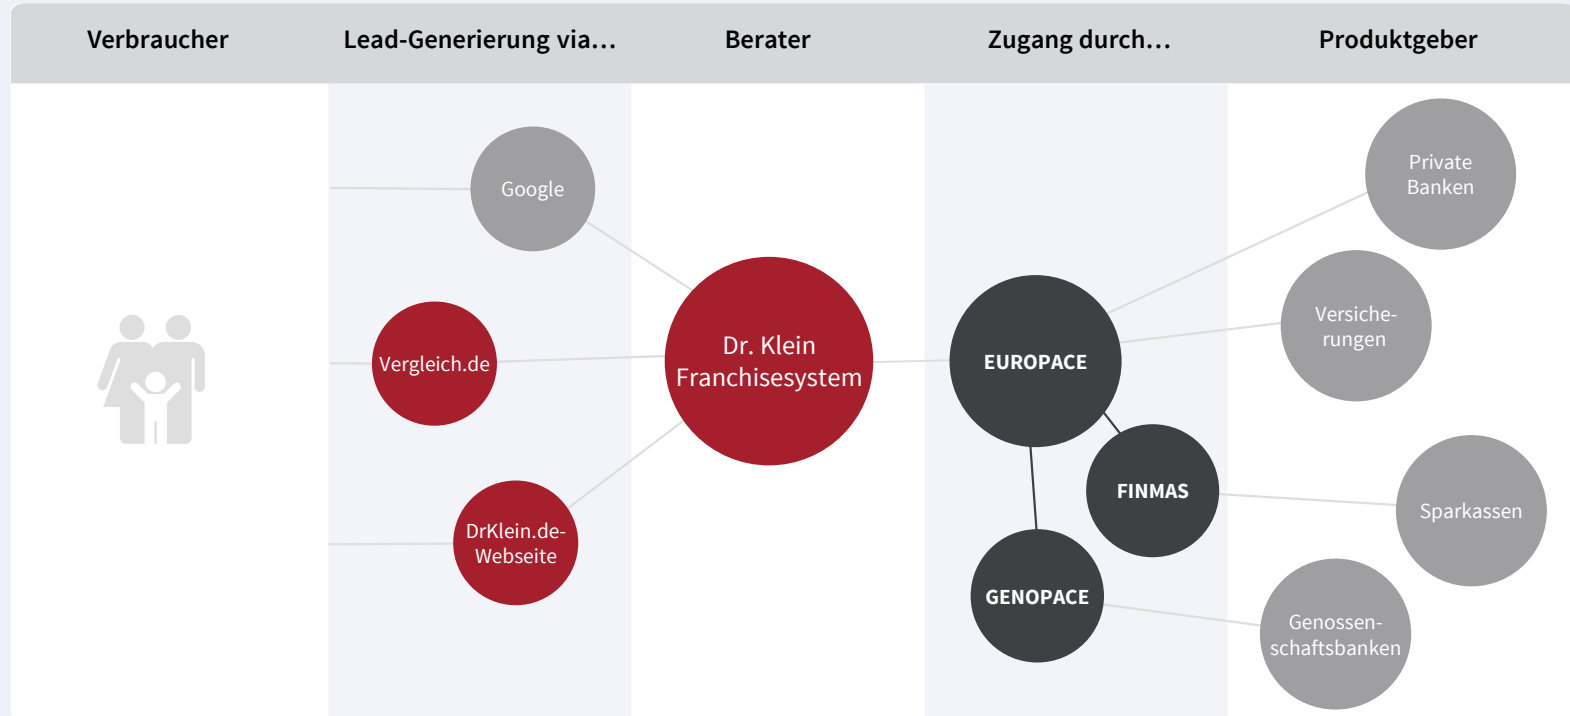 Verbraucher
Lead-Generierung via…
Berater
Zugang durch…
Produktgeber
Google
Vergleich.de
DrKlein.de-
Webseite
Dr. Klein
Franchisesystem
EUROPACE
FINMAS
GENOPACE
Private
Banken
Versiche-
rungen
Sparkassen
Genossen-
schaftsbanken